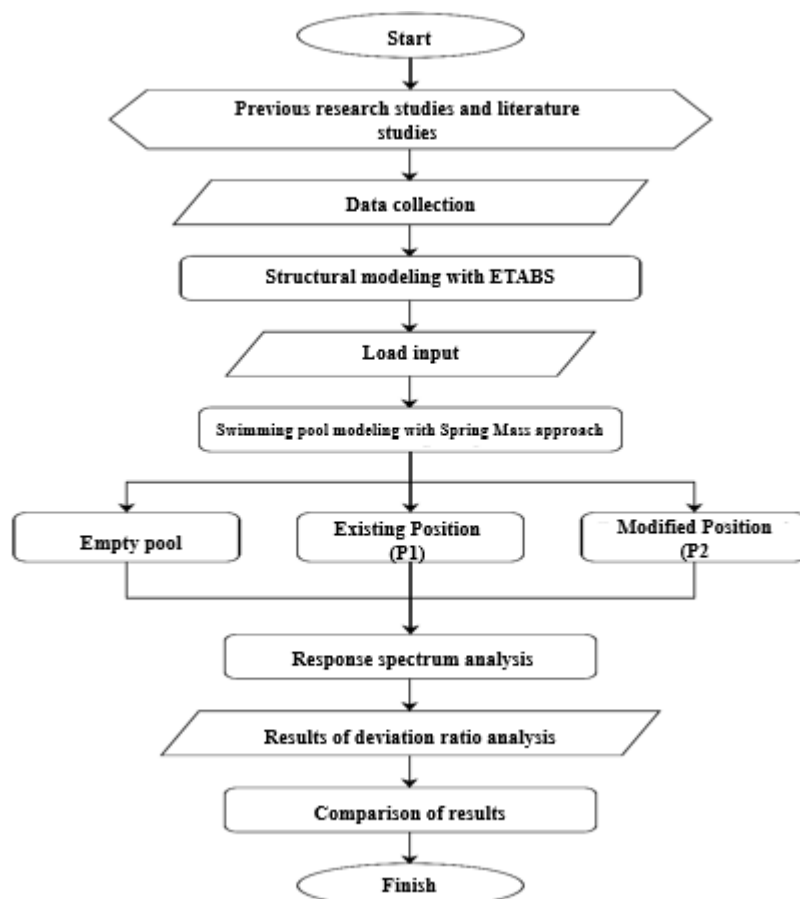 Start
Previous research studies and literature
studies
Data collection
Structural modeling with ETABS
Load input
Swimming pool modeling with Spring Mass approach
Empty pool
Existing Position
(P1)
Modified Position
(P2
Response spectrum analysis
Results of deviation ratio analysis
Comparison of results
Finish